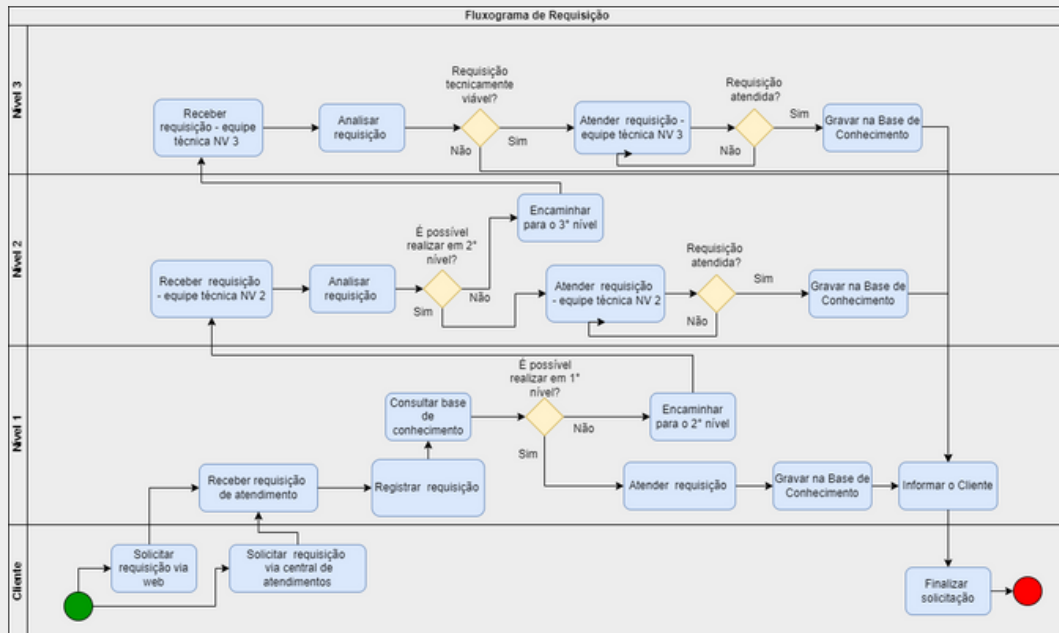 Fluxograma de Requisição
Nível 3
Receber
requisição - equipe
técnica NV 3
Analisar
requisição
Requisição
tecnicamente
viável?
Sim
Não
Atender requisição -
equipe técnica NV 3
Requisição
atendida?
Sim
Não
Gravar na Base de
Conhecimento
Nível 2
Receber requisição
- equipe técnica NV 2
Analisar
requisição
É possível
realizar em 2°
nível?
Sim
Não
Encaminhar
para o 3° nível
Atender requisição
- equipe técnica NV 2
Requisição
atendida?
Sim
Não
Gravar na Base de
Conhecimento
Nível 1
Receber requisição
de atendimento
Registrar requisição
Consultar base
de
conhecimento
É possível
realizar em 1°
nível?
Não
Sim
Encaminhar
para o 2° nível
Atender requisição
Gravar na Base de
Conhecimento
Informar o Cliente
Cliente
Solicitar
requisição via
web
Solicitar requisição
via central de
atendimentos
Finalizar
solicitação